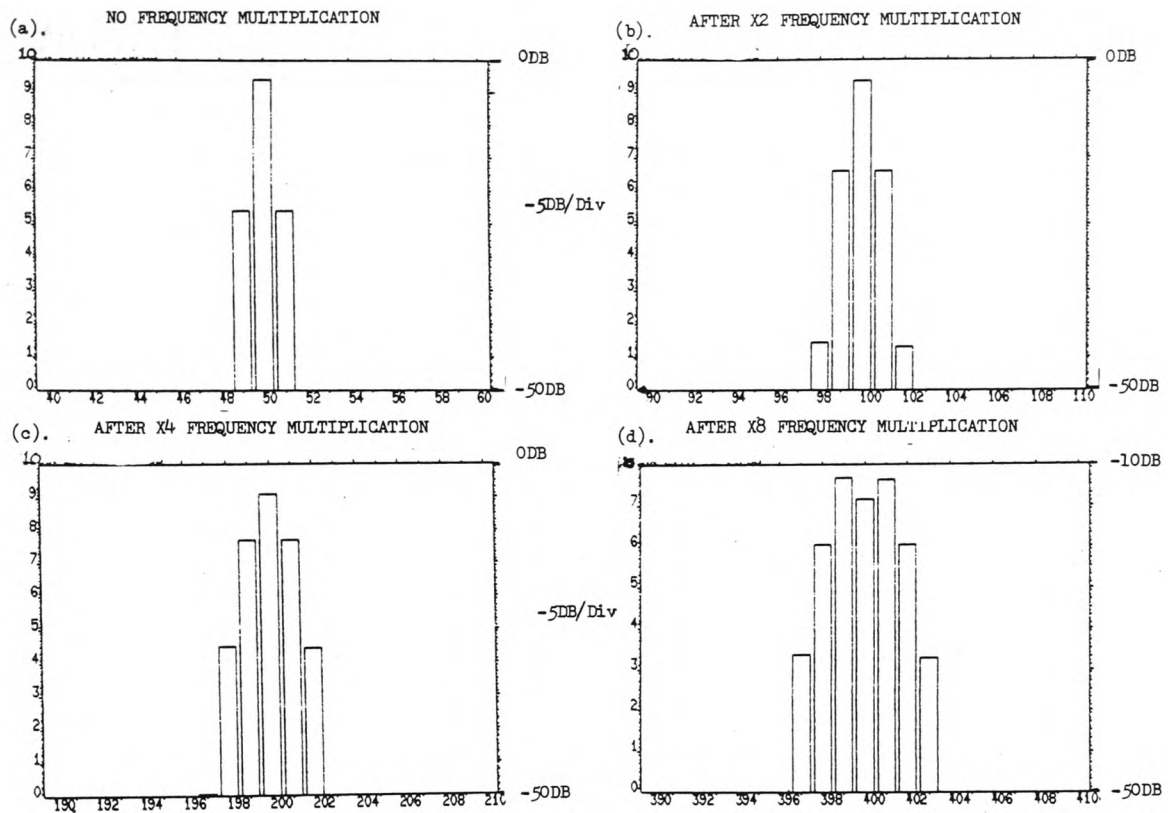 (a). NO FREQUENCY MULTIPLICATION
10
9
8
7
6
5
4
3
2
1
0
40 42 44 46 48 50 52 54 56 58 60
0DB
-5DB/Div
-50DB
(b). AFTER X2 FREQUENCY MULTIPLICATION
10
9
8
7
6
5
4
3
2
1
0
90 92 94 96 98 100 102 104 106 108 110
0DB
-50DB
(c). AFTER X4 FREQUENCY MULTIPLICATION
10
9
8
7
6
5
4
3
2
1
0
190 192 194 196 198 200 202 204 206 208 210
0DB
-5DB/Div
-50DB
(d). AFTER X8 FREQUENCY MULTIPLICATION
7
6
5
4
3
2
1
0
390 392 394 396 398 400 402 404 406 408 410
-10DB
-50DB